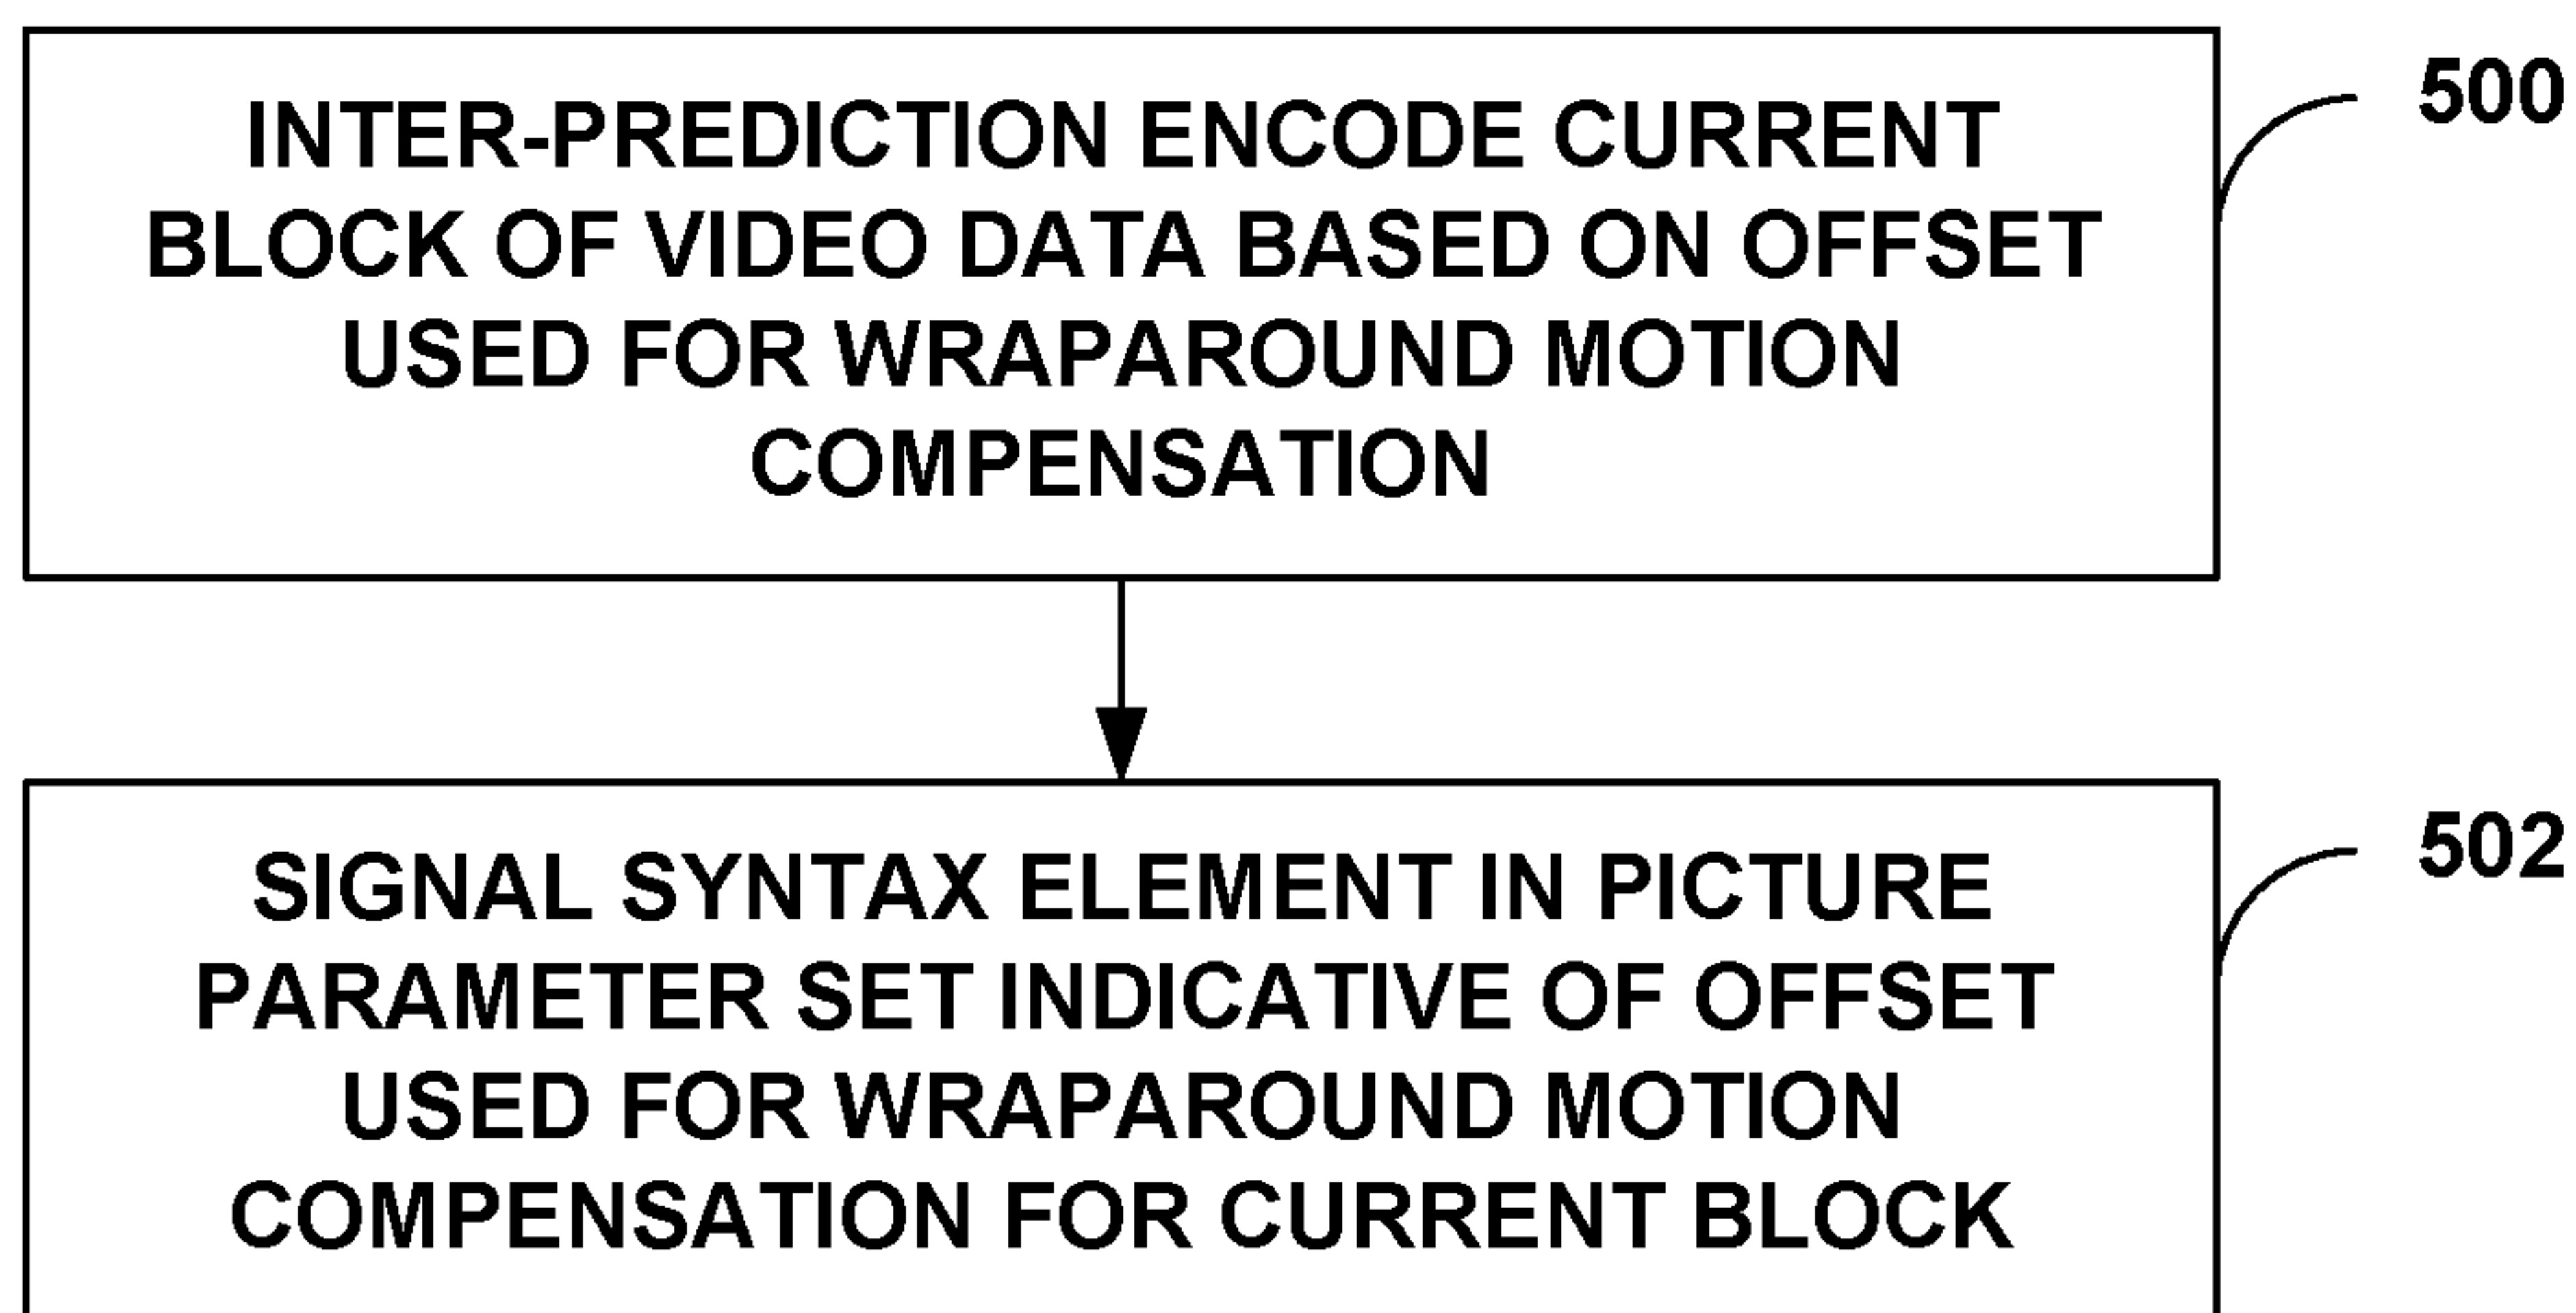 INTER-PREDICTION ENCODE CURRENT
BLOCK OF VIDEO DATA BASED ON OFFSET
USED FOR WRAPAROUND MOTION
COMPENSATION
500
SIGNAL SYNTAX ELEMENT IN PICTURE
PARAMETER SET INDICATIVE OF OFFSET
USED FOR WRAPAROUND MOTION
COMPENSATION FOR CURRENT BLOCK
502